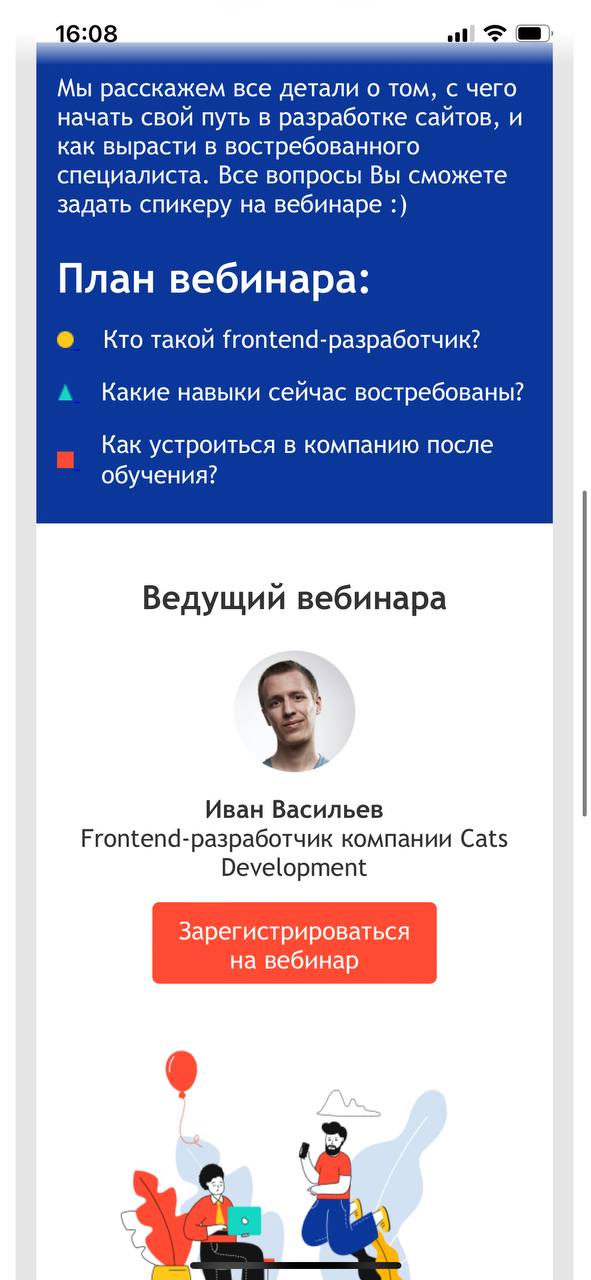 16:08
Мы расскажем все детали о том, с чего
начать свой путь в разработке сайтов, и
как вырасти в востребованного
специалиста. Все вопросы Вы сможете
задать спикеру на вебинаре :)
План вебинара:
Кто такой frontend-разработчик?
Какие навыки сейчас востребованы?
Как устроиться в компанию после
обучения?
Ведущий вебинара
Иван Васильев
Frontend-разработчик компании Cats
Development
Зарегистрироваться
на вебинар